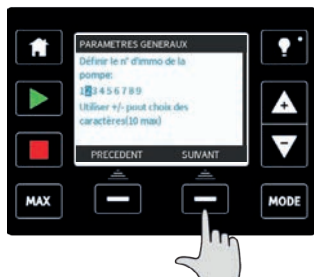 PARAMETRES GENERAUX
Définir le n° d'immo de la
pompe:
123456789
Utiliser +/- pout choix des
caractères(10 max)
PRECEDENT SUIVANT
MAX
MODE